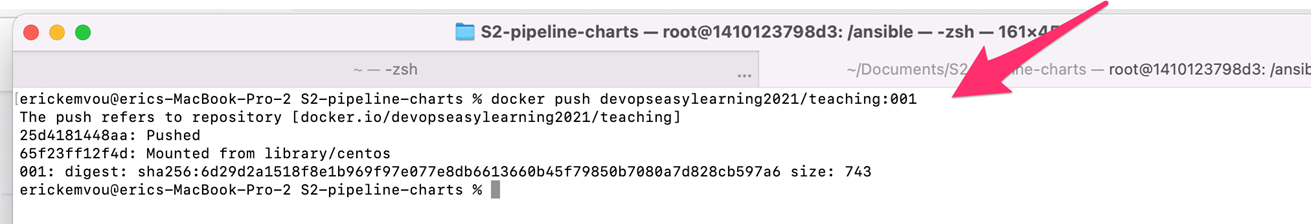 S2-pipeline-charts — root@1410123798d3: /ansible — -zsh — 161×45
~ — -zsh ... ~/Documents/S2 ne-charts — root@1410123798d3: /ansib
[erickemvou@erics-MacBook-Pro-2 S2-pipeline-charts % docker push devopseasylearning2021/teaching:001
The push refers to repository [docker.io/devopseasylearning2021/teaching]
25d4181448aa: Pushed
65f23ff12f4d: Mounted from library/centos
001: digest: sha256:6d29d2a1518f8e1b969f97e077e8db6613660b45f79850b7080a7d828cb597a6 size: 743
erickemvou@erics-MacBook-Pro-2 S2-pipeline-charts %